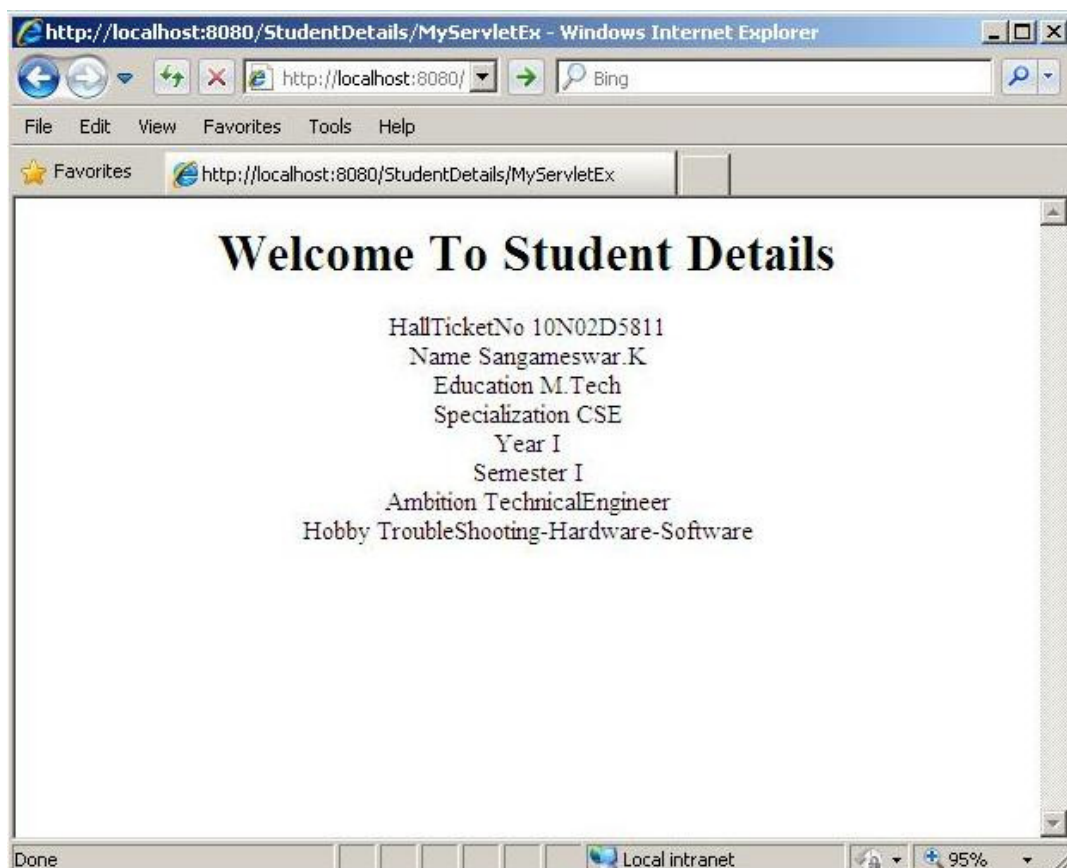 http://localhost:8080/StudentDetails/MyServletEx - Windows Internet Explorer
http://localhost:8080/ Bing
File Edit View Favorites Tools Help
Favorites http://localhost:8080/StudentDetails/MyServletEx
Welcome To Student Details
HallTicketNo 10N02D5811
Name Sangameswar.K
Education M.Tech
Specialization CSE
Year I
Semester I
Ambition TechnicalEngineer
Hobby TroubleShooting-Hardware-Software
Done Local intranet 95%